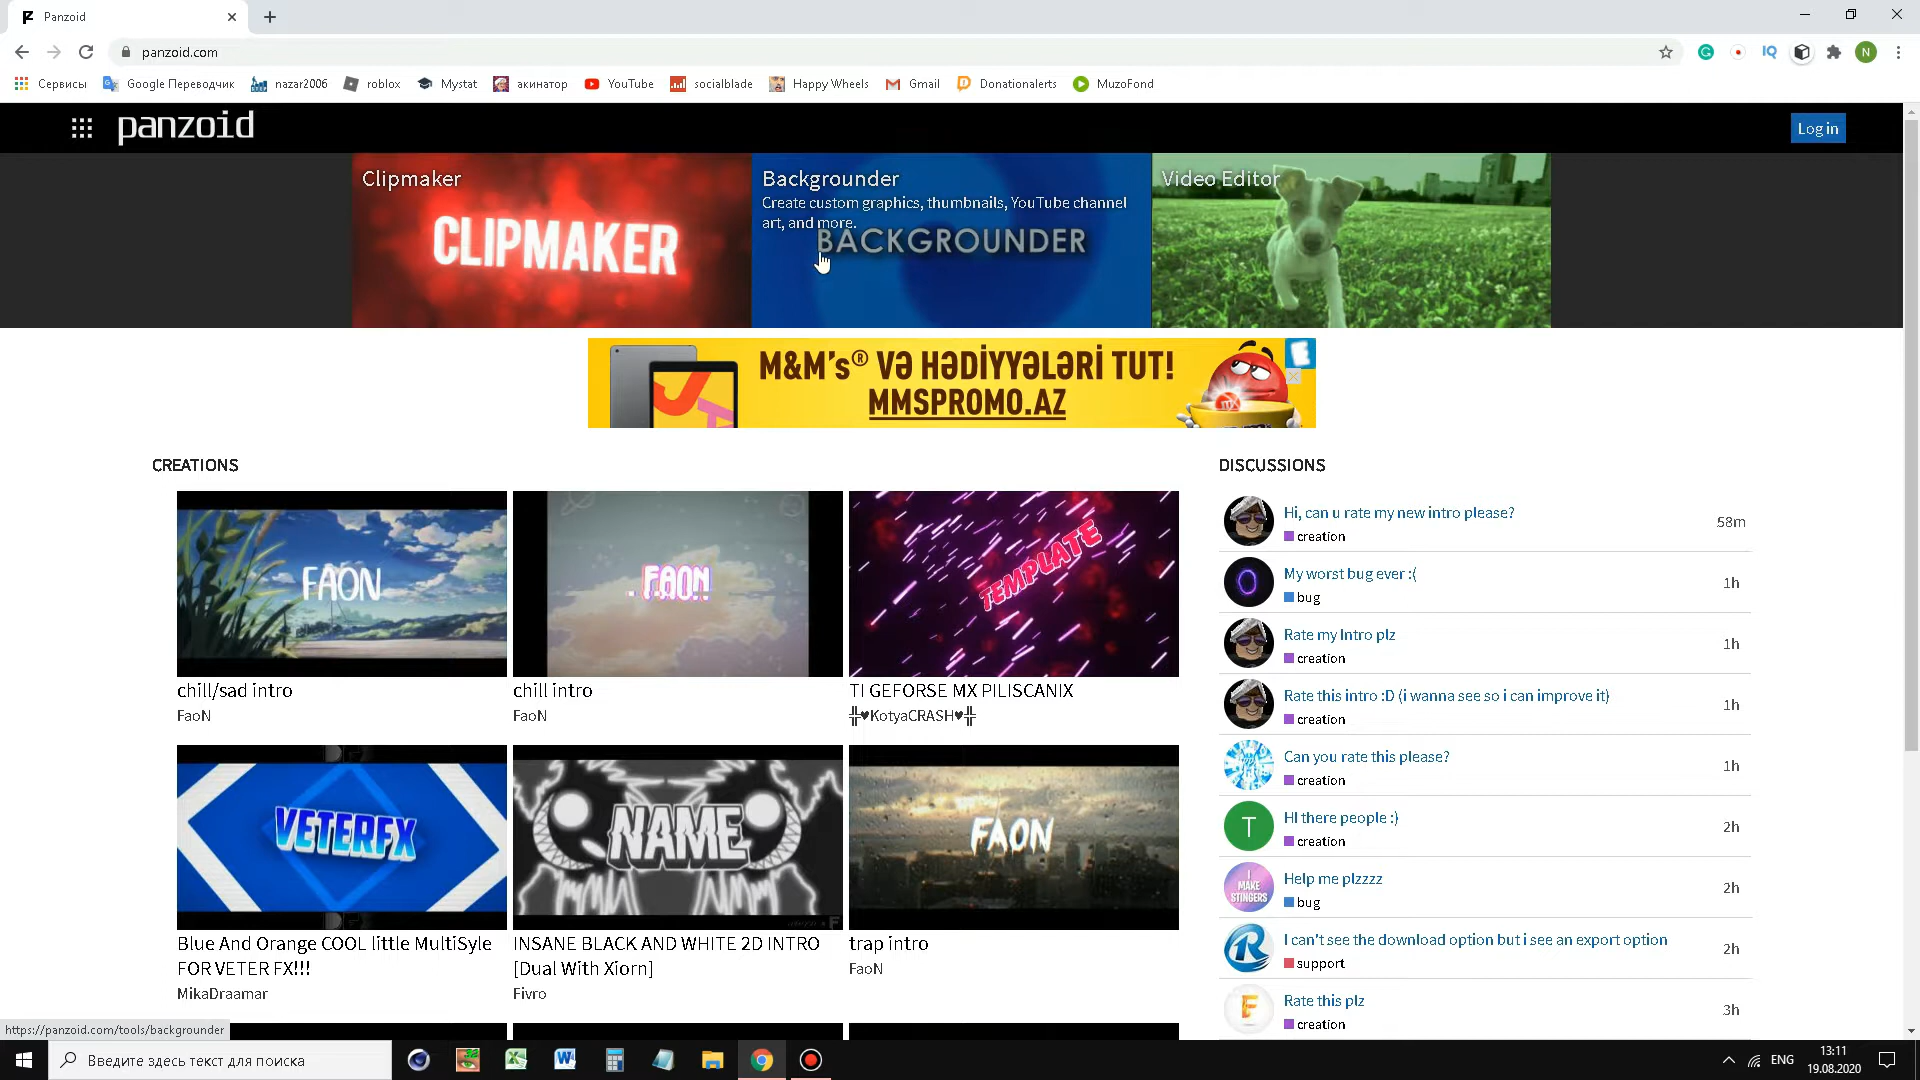 Panzoid
panzoid.com
Сервисы
Google Переводчик
nazar2006
roblox
Mystat
акинатор
YouTube
socialblade
Happy Wheels
Gmail
Donationalerts
MuzoFond
panzoid
Log in
Clipmaker
CLIPMAKER
Backgrounder
Create custom graphics, thumbnails, YouTube channel
art, and more.
BACKGROUNDER
Video Editor
M&M's® VƏ HƏDİYYƏLƏRİ TUT!
MMSPROMO.AZ
CREATIONS
FAON
chill/sad intro
FaoN
FAON
chill intro
FaoN
TEMPLATE
TI GEFORSE MX PILISCANIX
╬♥KotyaCRASH♥╬
VETERFX
Blue And Orange COOL little MultiSyle
FOR VETER FX!!!
MikaDraamar
NAME
INSANE BLACK AND WHITE 2D INTRO
[Dual With Xiorn]
Fivro
FAON
trap intro
FaoN
DISCUSSIONS
Hi, can u rate my new intro please?
creation
58m
My worst bug ever :(
bug
1h
Rate my Intro plz
creation
1h
Rate this intro :D (i wanna see so i can improve it)
creation
1h
Can you rate this please?
creation
1h
T
HI there people :)
creation
2h
I MAKE
STINGERS
Help me plzzzz
bug
2h
I can't see the download option but i see an export option
support
2h
Rate this plz
creation
3h
https://panzoid.com/tools/backgrounder
Введите здесь текст для поиска
ENG
13:11
19.08.2020